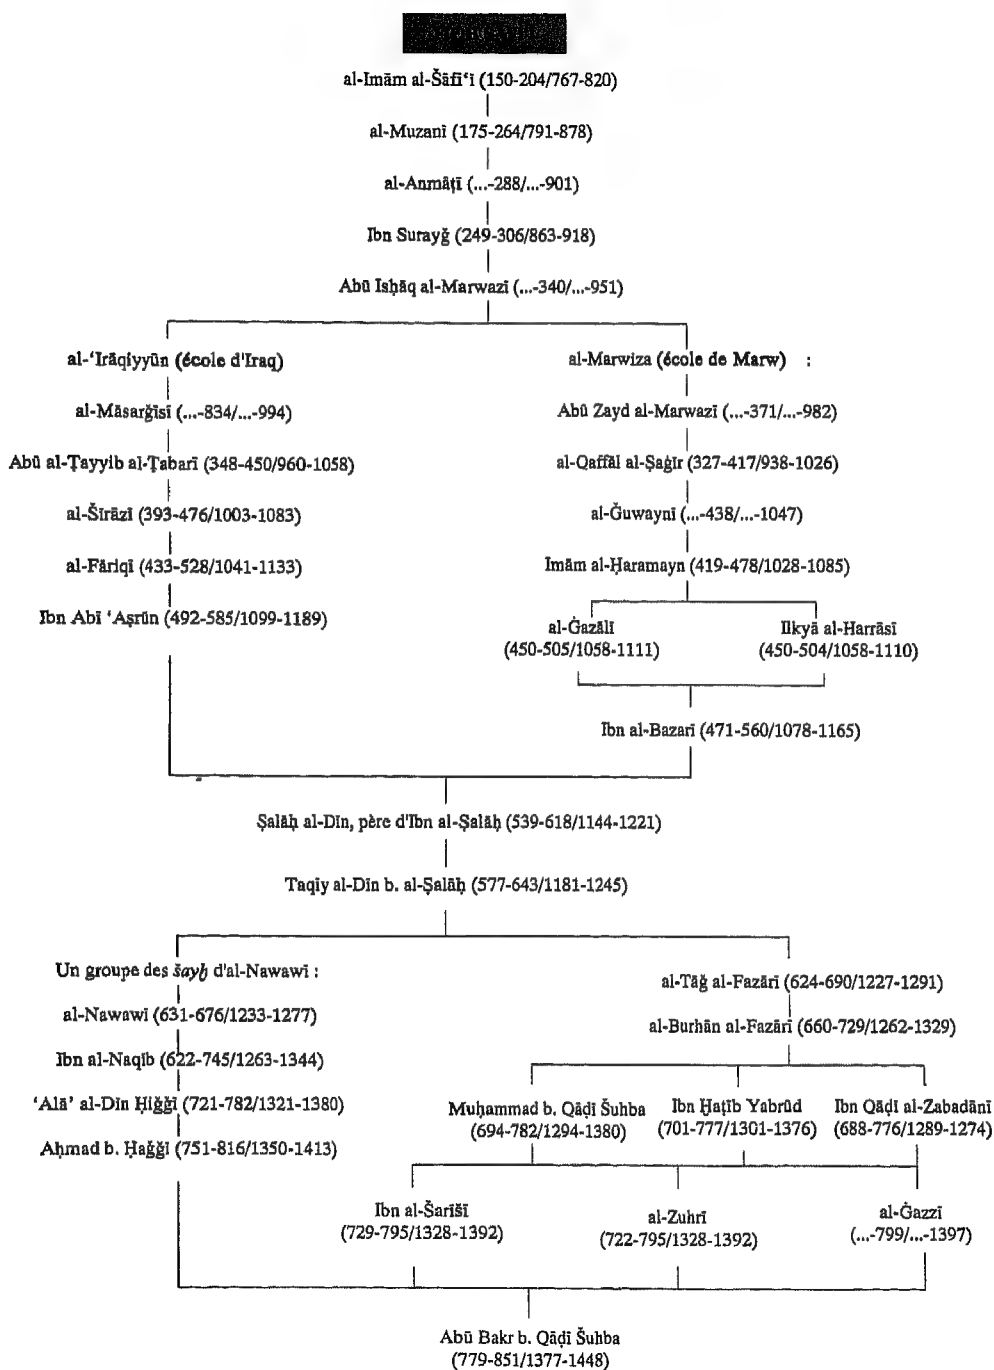 al-Imām al-Šāfi‘ī (150-204/767-820)
al-Muzanī (175-264/791-878)
al-Anmāṭī (...-288/...-901)
Ibn Surayǧ (249-306/863-918)
Abū Isḥāq al-Marwazī (...-340/...-951)
al-‘Irāqiyyūn (école d'Iraq)
al-Māsarǧisī (...-834/...-994)
Abū al-Ṭayyib al-Ṭabarī (348-450/960-1058)
al-Šīrāzī (393-476/1003-1083)
al-Fāriqī (433-528/1041-1133)
Ibn Abī ‘Aṣrūn (492-585/1099-1189)
al-Marwiza (école de Marw) :
Abū Zayd al-Marwazī (...-371/...-982)
al-Qaffāl al-Ṣaġīr (327-417/938-1026)
al-Ǧuwaynī (...-438/...-1047)
Imām al-Ḥaramayn (419-478/1028-1085)
al-Ġazālī
(450-505/1058-1111)
Ilkyā al-Harrāsī
(450-504/1058-1110)
Ibn al-Bazarī (471-560/1078-1165)
Ṣalāḥ al-Dīn, père d'Ibn al-Ṣalāḥ (539-618/1144-1221)
Taqiy al-Dīn b. al-Ṣalāḥ (577-643/1181-1245)
Un groupe des šayḫ d'al-Nawawī :
al-Nawawī (631-676/1233-1277)
Ibn al-Naqīb (622-745/1263-1344)
‘Alā’ al-Dīn Ḥiǧǧī (721-782/1321-1380)
Aḥmad b. Ḥaǧǧī (751-816/1350-1413)
al-Tāǧ al-Fazārī (624-690/1227-1291)
al-Burhān al-Fazārī (660-729/1262-1329)
Muḥammad b. Qāḍī Šuhba
(694-782/1294-1380)
Ibn Ḫaṭīb Yabrūd
(701-777/1301-1376)
Ibn Qāḍī al-Zabadānī
(688-776/1289-1274)
Ibn al-Šarīšī
(729-795/1328-1392)
al-Zuhrī
(722-795/1328-1392)
al-Ġazzī
(...-799/...-1397)
Abū Bakr b. Qāḍī Šuhba
(779-851/1377-1448)